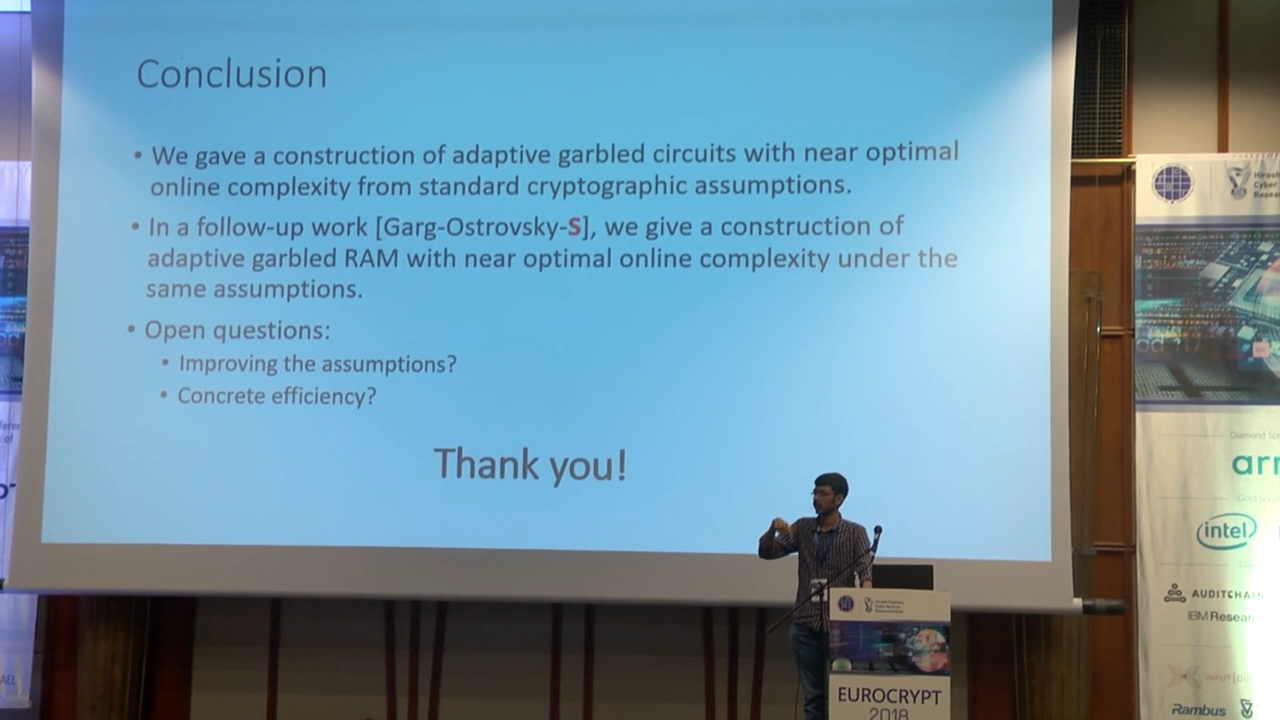 Conclusion
• We gave a construction of adaptive garbled circuits with near optimal
online complexity from standard cryptographic assumptions.
• In a follow-up work [Garg-Ostrovsky-S], we give a construction of
adaptive garbled RAM with near optimal online complexity under the
same assumptions.
• Open questions:
• Improving the assumptions?
• Concrete efficiency?
Thank you!
EUROCRYPT
2018
Diamond
intel
AUDITCHAIN
IBM Research
INPUT
Rambus